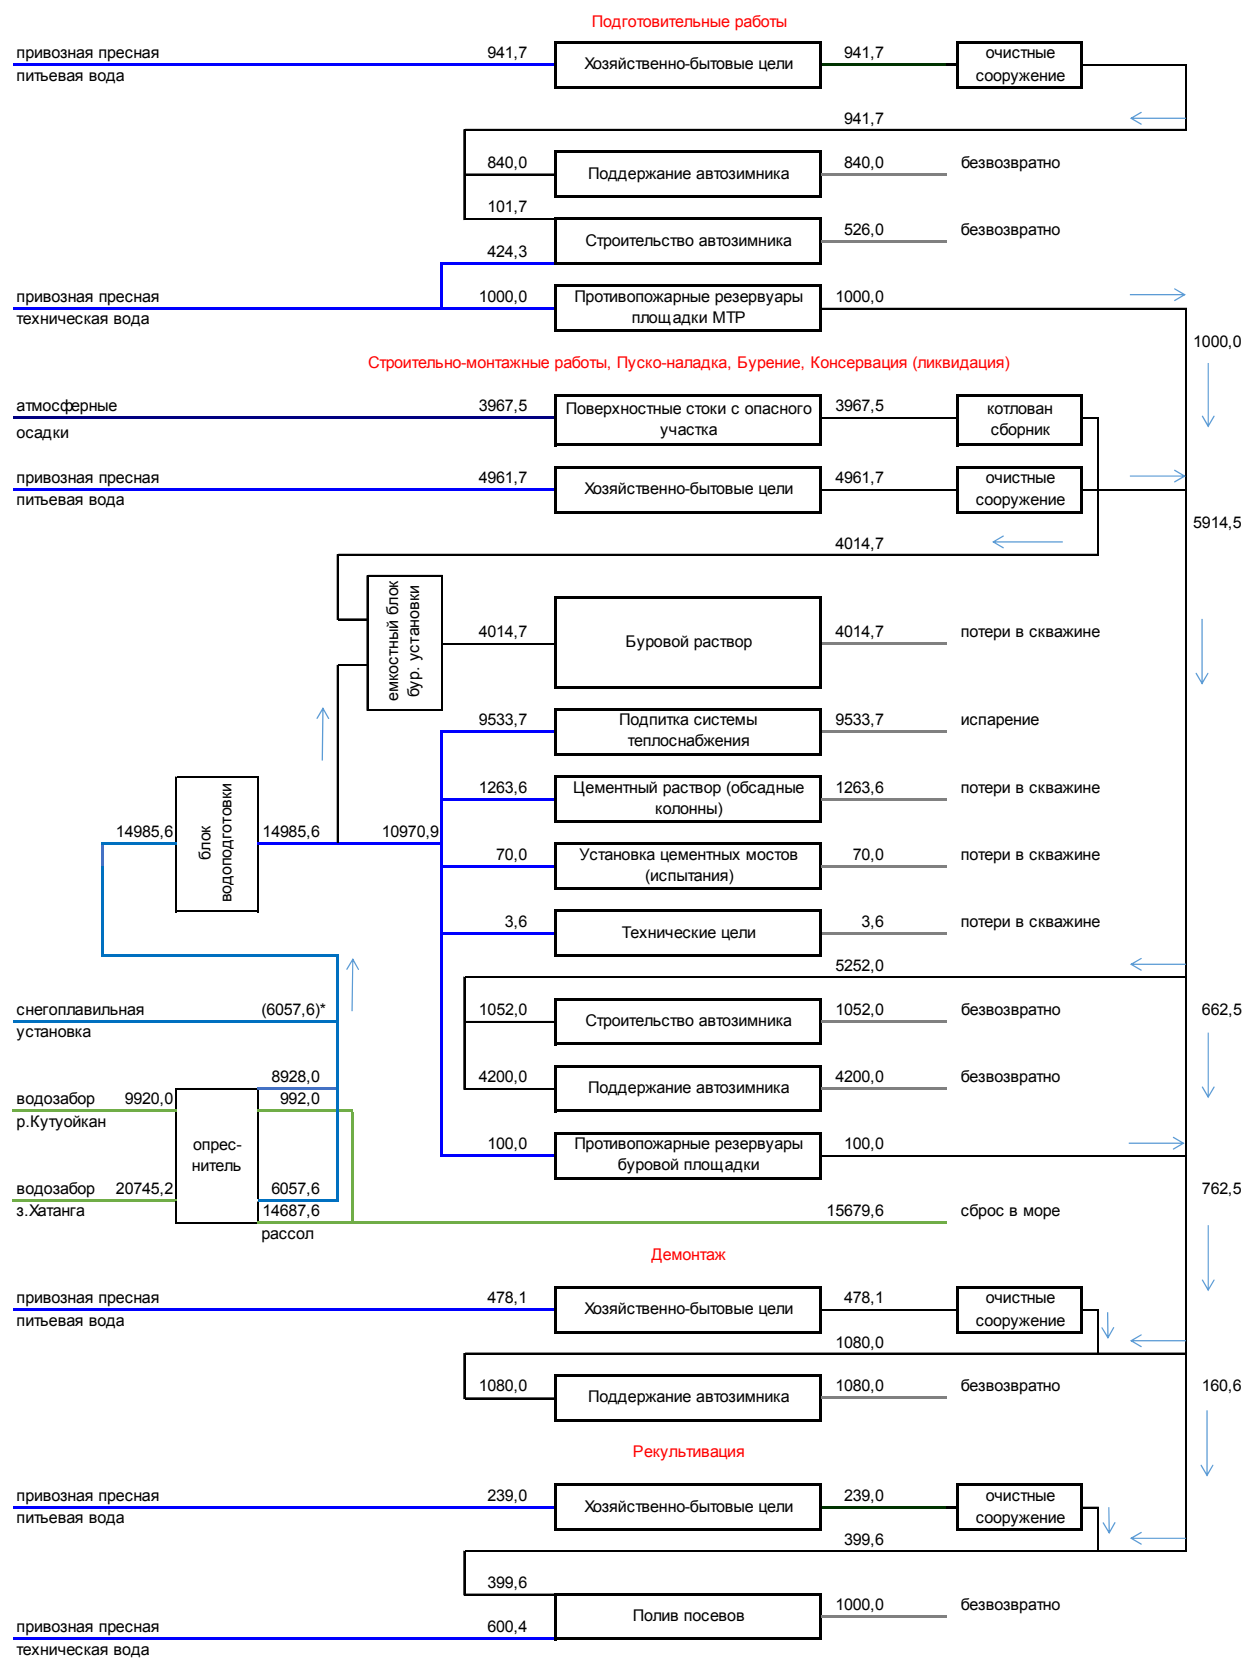 Подготовительные работы
привозная пресная
питьевая вода
941,7
Хозяйственно-бытовые цели
941,7
очистные
сооружение
941,7
840,0
Поддержание автозимника
840,0
безвозвратно
101,7
Строительство автозимника
526,0
безвозвратно
424,3
привозная пресная
техническая вода
1000,0
Противопожарные резервуары
площадки МТР
1000,0
1000,0
Строительно-монтажные работы, Пуско-наладка, Бурение, Консервация (ликвидация)
атмосферные
осадки
3967,5
Поверхностные стоки с опасного
участка
3967,5
котлован
сборник
привозная пресная
питьевая вода
4961,7
Хозяйственно-бытовые цели
4961,7
очистные
сооружение
5914,5
4014,7
емкостный блок
бур. установки
4014,7
Буровой раствор
4014,7
потери в скважине
9533,7
Подпитка системы
теплоснабжения
9533,7
испарение
1263,6
Цементный раствор (обсадные
колонны)
1263,6
потери в скважине
14985,6
блок
водоподготовки
14985,6
10970,9
70,0
Установка цементных мостов
(испытания)
70,0
потери в скважине
3,6
Технические цели
3,6
потери в скважине
5252,0
снегоплавильная
установка
(6057,6)*
1052,0
Строительство автозимника
1052,0
безвозвратно
662,5
8928,0
4200,0
Поддержание автозимника
4200,0
безвозвратно
водозабор
р.Кутуойкан
9920,0
992,0
опрес-
нитель
100,0
Противопожарные резервуары
буровой площадки
100,0
водозабор
з.Хатанга
20745,2
6057,6
762,5
14687,6
рассол
15679,6
сброс в море
Демонтаж
привозная пресная
питьевая вода
478,1
Хозяйственно-бытовые цели
478,1
очистные
сооружение
1080,0
1080,0
Поддержание автозимника
1080,0
безвозвратно
160,6
Рекультивация
привозная пресная
питьевая вода
239,0
Хозяйственно-бытовые цели
239,0
очистные
сооружение
399,6
399,6
Полив посевов
1000,0
безвозвратно
привозная пресная
техническая вода
600,4